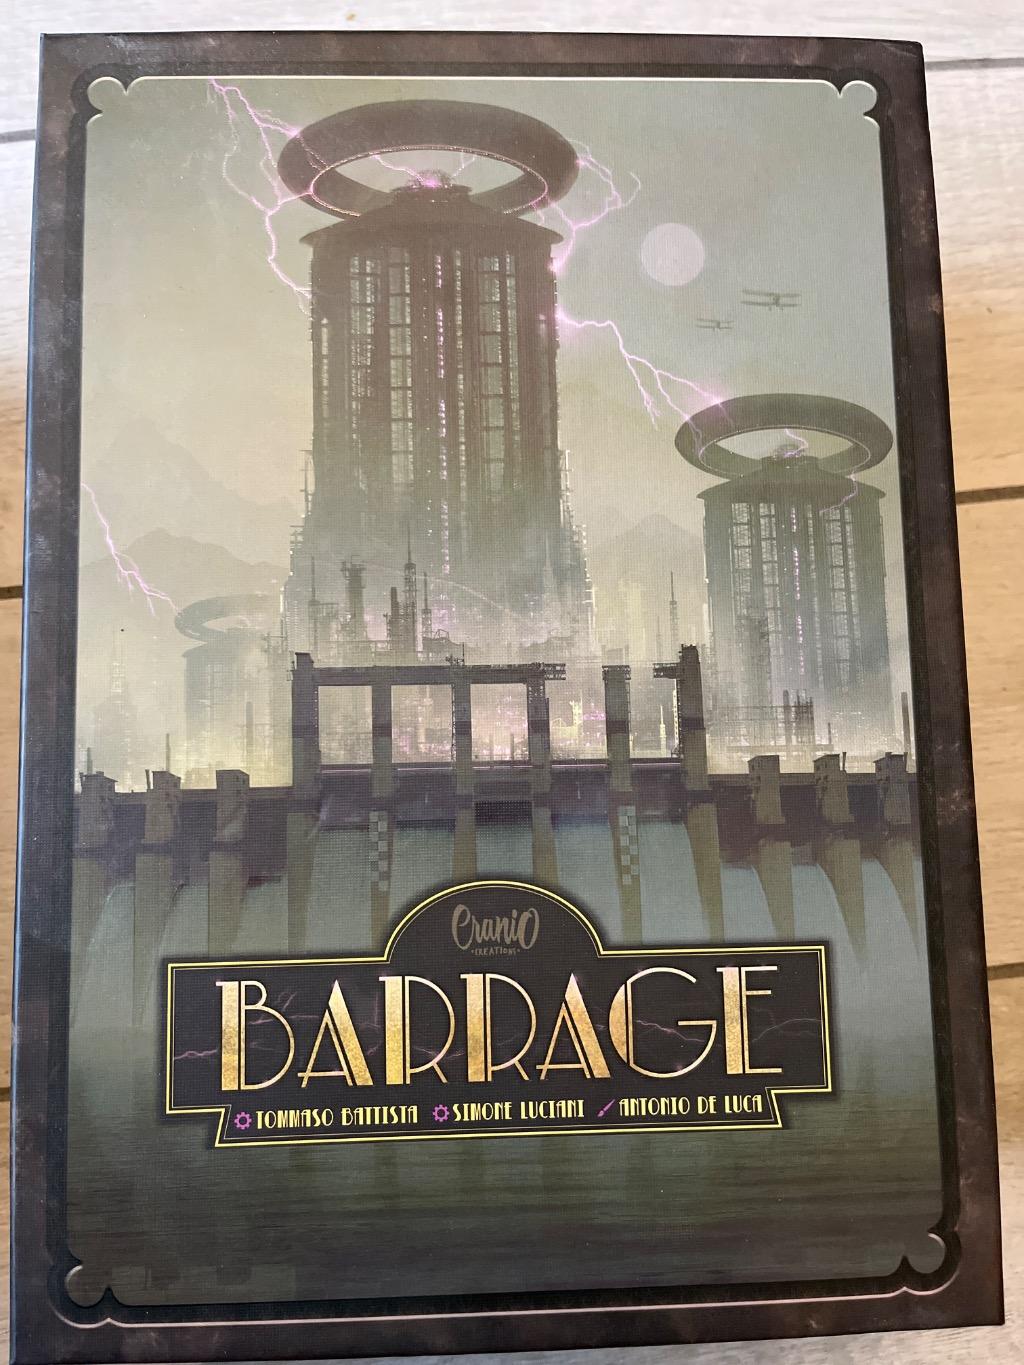 Cranio
CREATIONS
BARRAGE
TOMMASO BATTISTA SIMONE LUCIANI ANTONIO DE LUCA